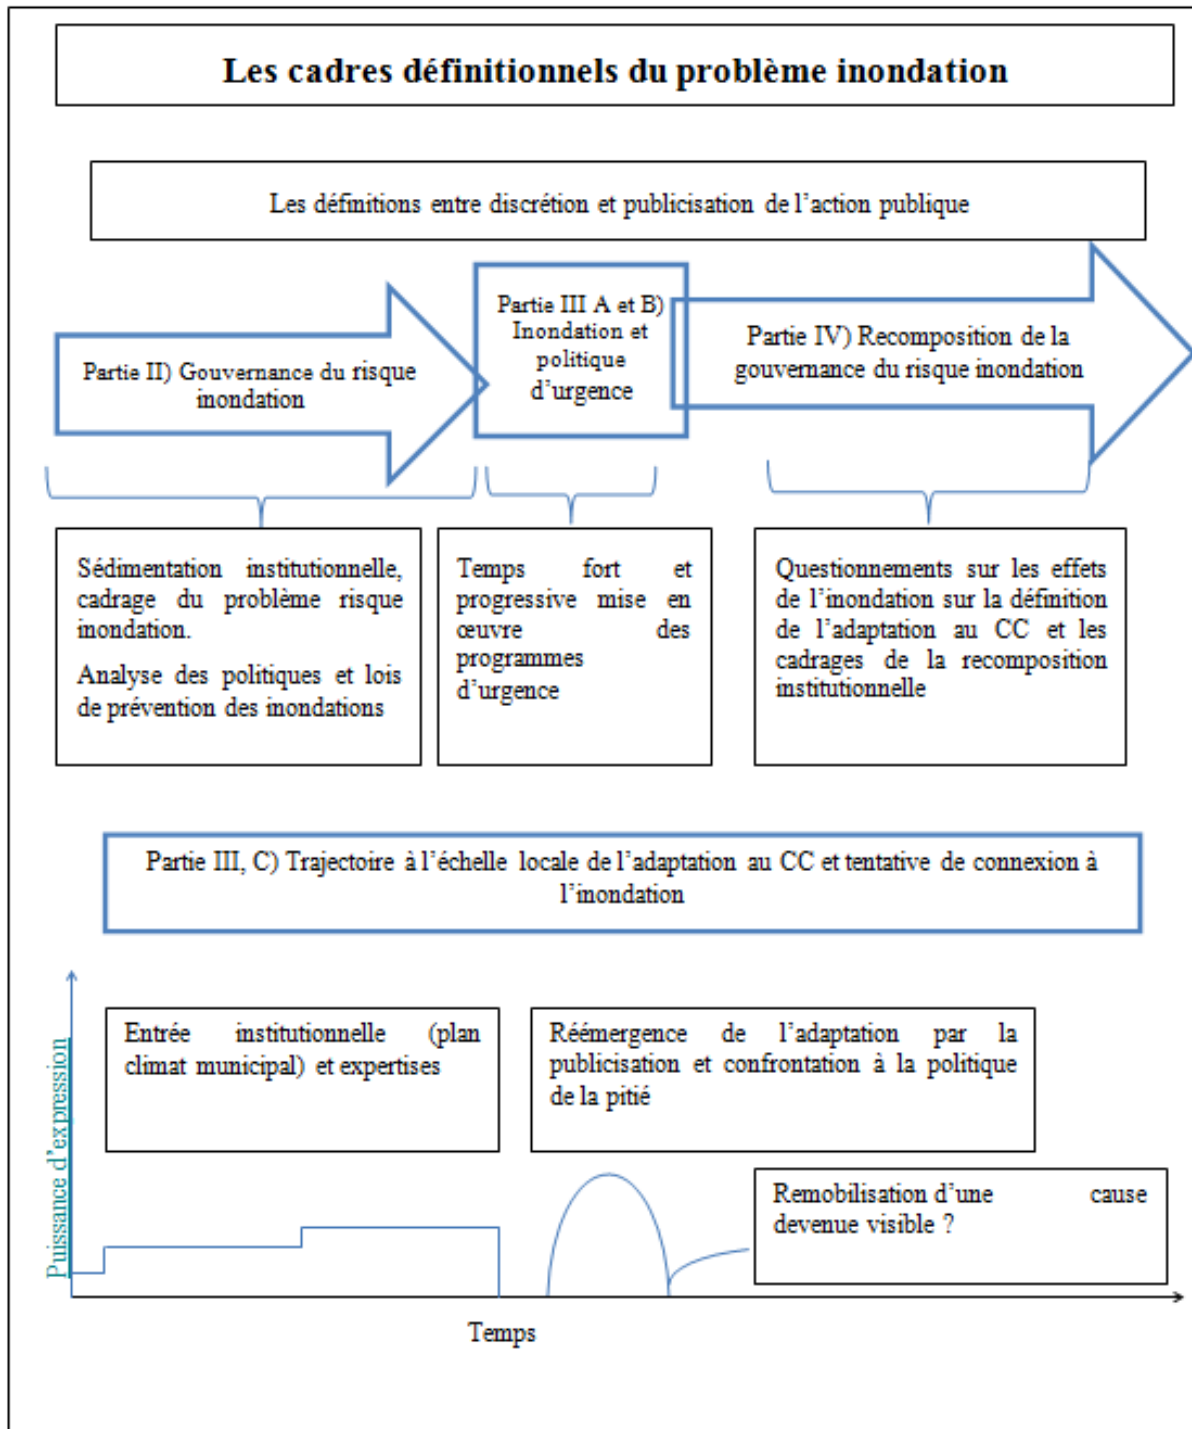 Les cadres définitionnels du problème inondation
Les définitions entre discrétion et publicisation de l'action publique
Partie II) Gouvernance du risque
inondation
Partie III A et B)
Inondation et
politique
d'urgence
Partie IV) Recomposition de la
gouvernance du risque inondation
Sédimentation institutionnelle,
cadrage du problème risque
inondation.
Analyse des politiques et lois
de prévention des inondations
Temps fort et
progressive mise en
œuvre des
programmes
d'urgence
Questionnements sur les effets
de l'inondation sur la définition
de l'adaptation au CC et les
cadrages de la recomposition
institutionnelle
Partie III, C) Trajectoire à l'échelle locale de l'adaptation au CC et tentative de connexion à
l'inondation
Puissance d'expression
Entrée institutionnelle (plan
climat municipal) et expertises
Réémergence de l'adaptation par la
publicisation et confrontation à la politique
de la pitié
Remobilisation d'une cause
devenue visible ?
Temps